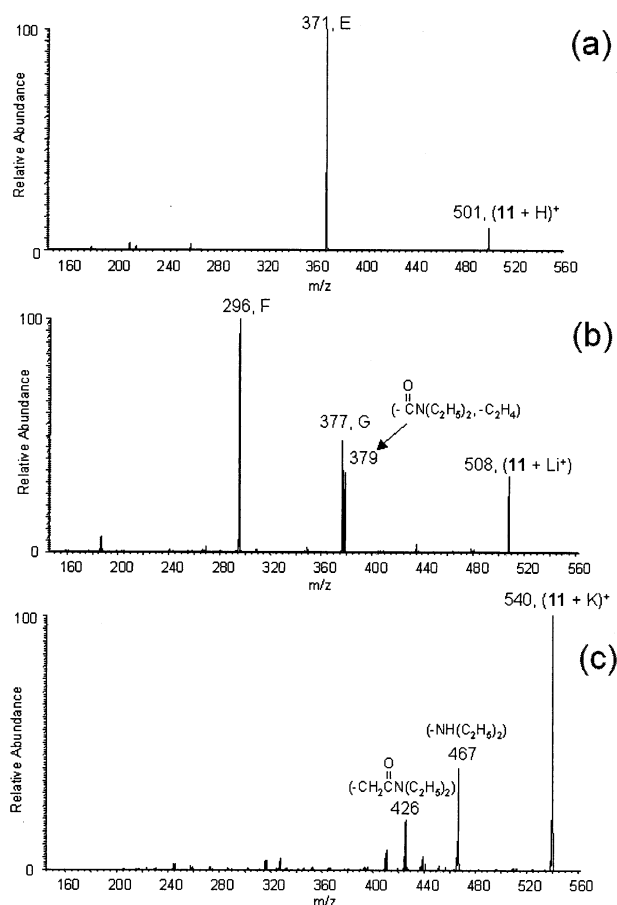 (a)
371, E
100
Relative Abundance
501, (11 + H)+
0
160 200 240 280 320 360 400 440 480 520 560
m/z
(b)
296, F
100
O
(- CN(C2H5)2, -C2H4)
377, G
379
508, (11 + Li+)
Relative Abundance
0
160 200 240 280 320 360 400 440 480 520 560
m/z
540, (11 + K)+
100
(c)
Relative Abundance
(-NH(C2H5)2)
467
O
(-CH2CN(C2H5)2)
426
0
160 200 240 280 320 360 400 440 480 520 560
m/z